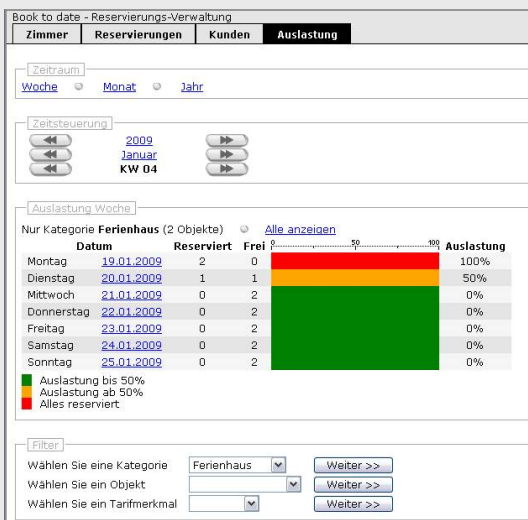 Book to date - Reservierungs-Verwaltung
Zimmer Reservierungen Kunden Auslastung
Zeitraum
Woche Monat Jahr
Zeitsteuerung
2009
Januar
KW 04
Auslastung Woche
Nur Kategorie Ferienhaus (2 Objekte) Alle anzeigen
Datum Reserviert Frei 0 50 100 Auslastung
Montag 19.01.2009 2 0 100%
Dienstag 20.01.2009 1 1 50%
Mittwoch 21.01.2009 0 2 0%
Donnerstag 22.01.2009 0 2 0%
Freitag 23.01.2009 0 2 0%
Samstag 24.01.2009 0 2 0%
Sonntag 25.01.2009 0 2 0%
Auslastung bis 50%
Auslastung ab 50%
Alles reserviert
Filter
Wählen Sie eine Kategorie Ferienhaus Weiter >>
Wählen Sie ein Objekt Weiter >>
Wählen Sie ein Tarifmerkmal Weiter >>